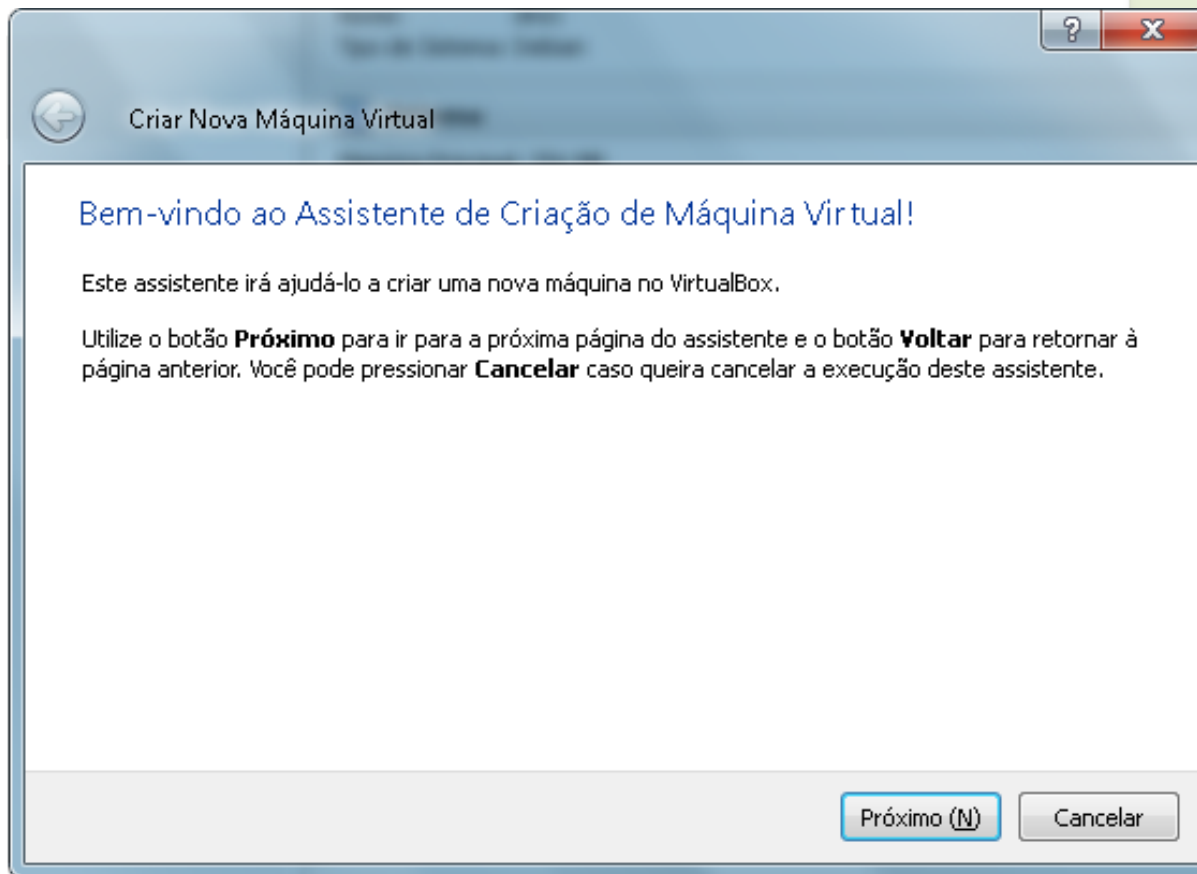 Criar Nova Máquina Virtual
Bem-vindo ao Assistente de Criação de Máquina Virtual!
Este assistente irá ajudá-lo a criar uma nova máquina no VirtualBox.
Utilize o botão Próximo para ir para a próxima página do assistente e o botão Voltar para retornar à
página anterior. Você pode pressionar Cancelar caso queira cancelar a execução deste assistente.
Próximo (N) Cancelar